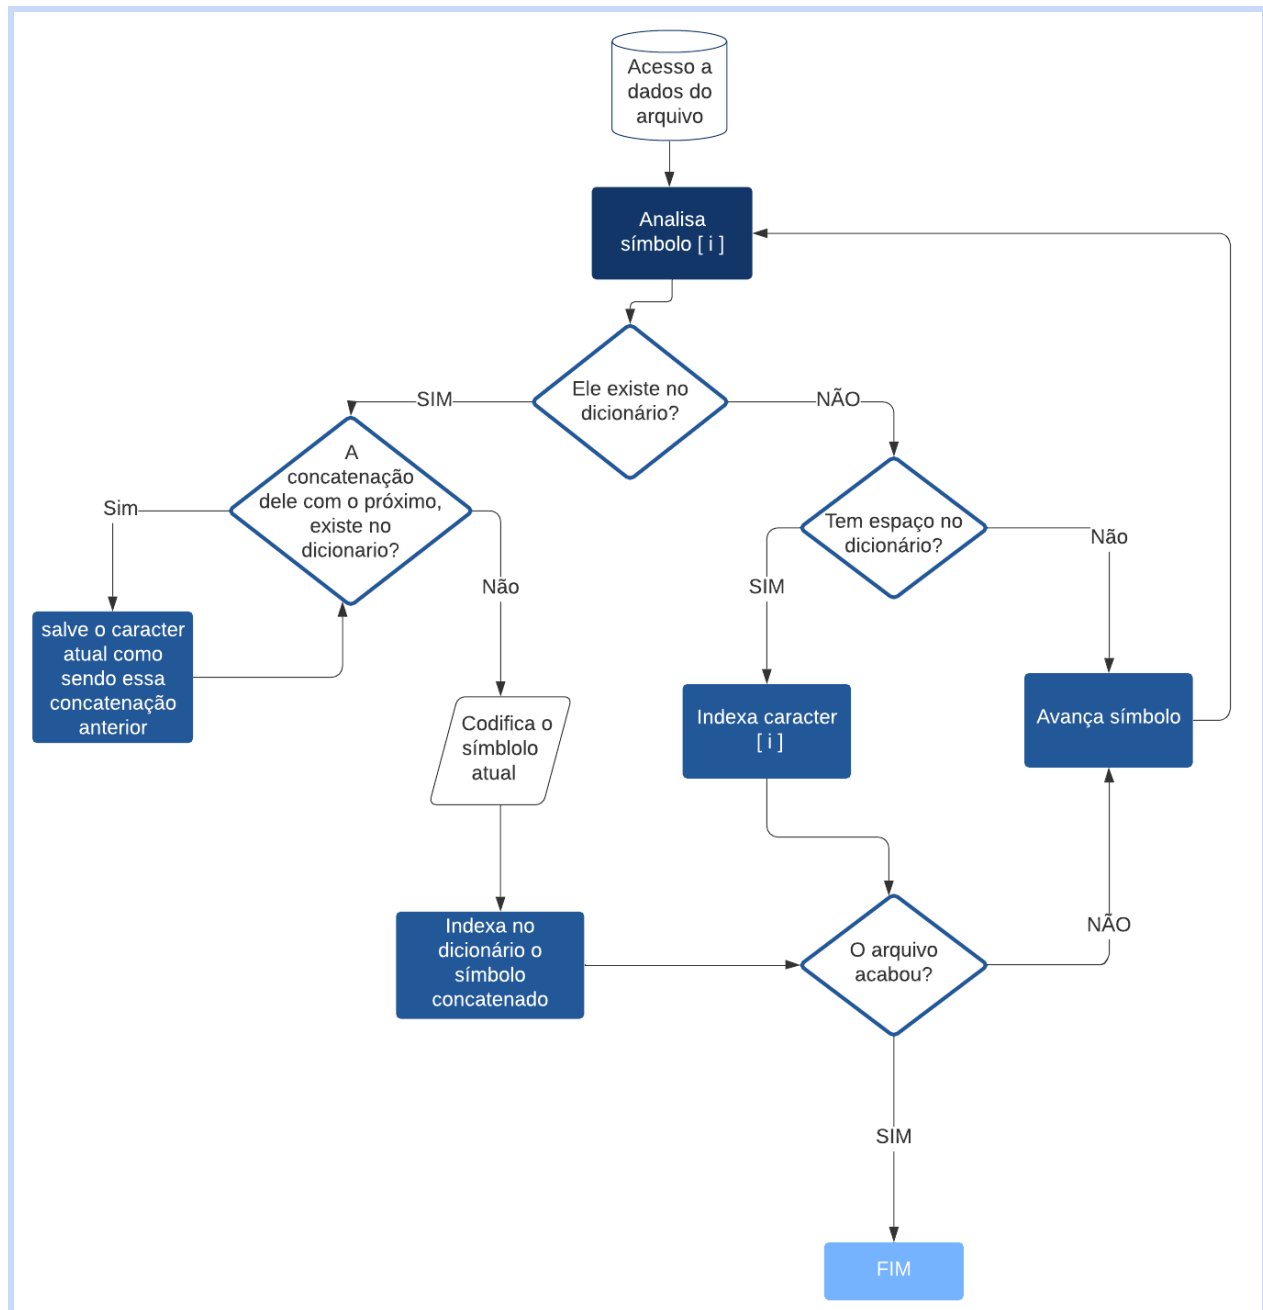 Acesso a
dados do
arquivo
Analisa
símbolo [ i ]
Ele existe no
dicionário?
SIM
NÃO
A
concatenação
dele com o próximo,
existe no
dicionario?
Sim
Não
Tem espaço no
dicionário?
SIM
Não
salve o caracter
atual como
sendo essa
concatenação
anterior
Codifica o
símblolo
atual
Indexa caracter
[ i ]
Avança símbolo
Indexa no
dicionário o
símbolo
concatenado
O arquivo
acabou?
NÃO
SIM
FIM